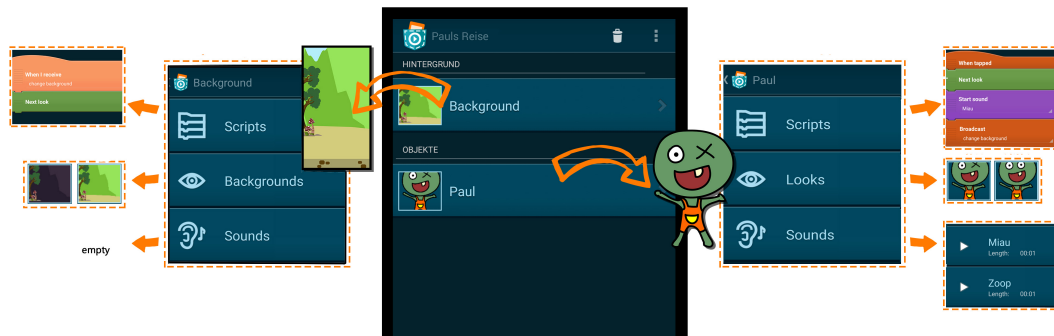 When I receive
change background
Next look
empty
Background
Scripts
Backgrounds
Sounds
Pauls Reise
HINTERGRUND
Background
OBJEKTE
Paul
Paul
Scripts
Looks
Sounds
When tapped
Next look
Start sound
Miau
Broadcast
change background
Miau
Length: 00:01
Zoop
Length: 00:01